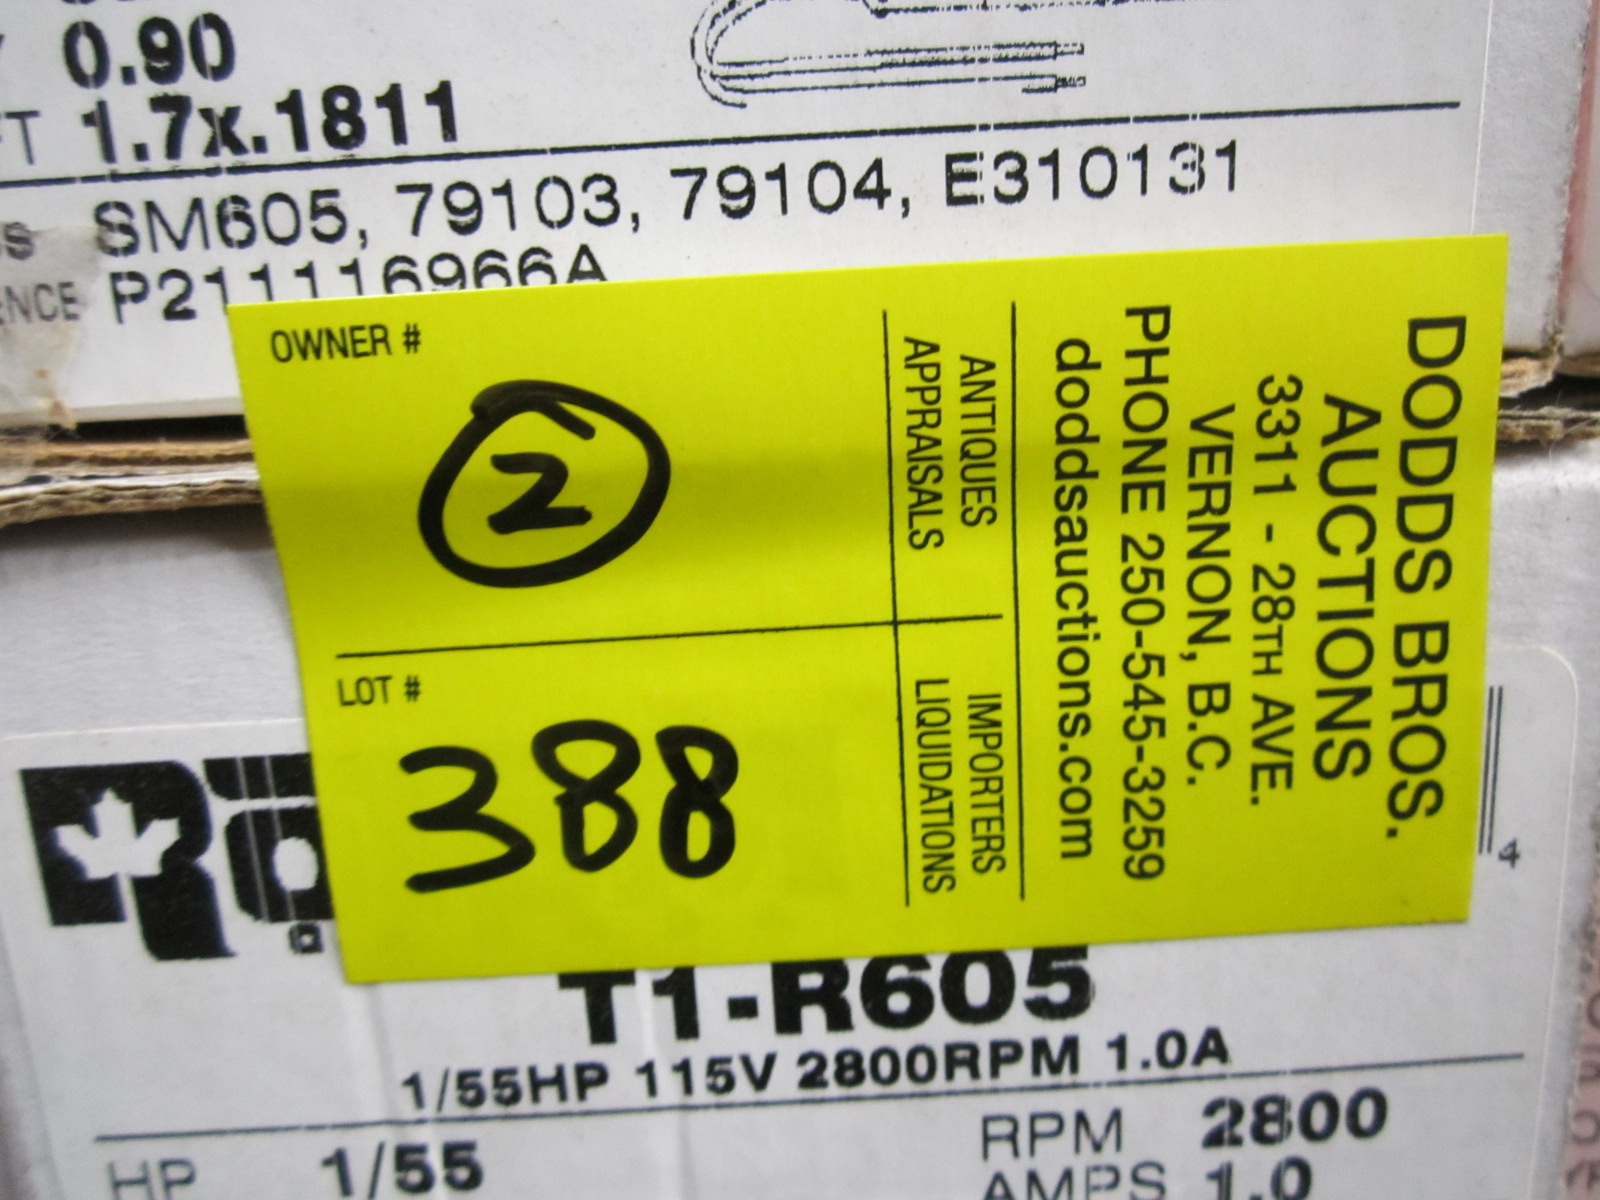 0.90
FT 1.7x.1811
SM605, 79103, 79104, E310131
ENCE P211116966A
OWNER #
2
LOT #
388
ANTIQUES IMPORTERS
APPRAISALS LIQUIDATIONS
DODDS BROS.
AUCTIONS
3311 - 28TH AVE.
VERNON, B.C.
PHONE 250-545-3259
doddsauctions.com
T1-R605
1/55HP 115V 2800RPM 1.0A
HP 1/55
RPM 2800
AMPS 1.0